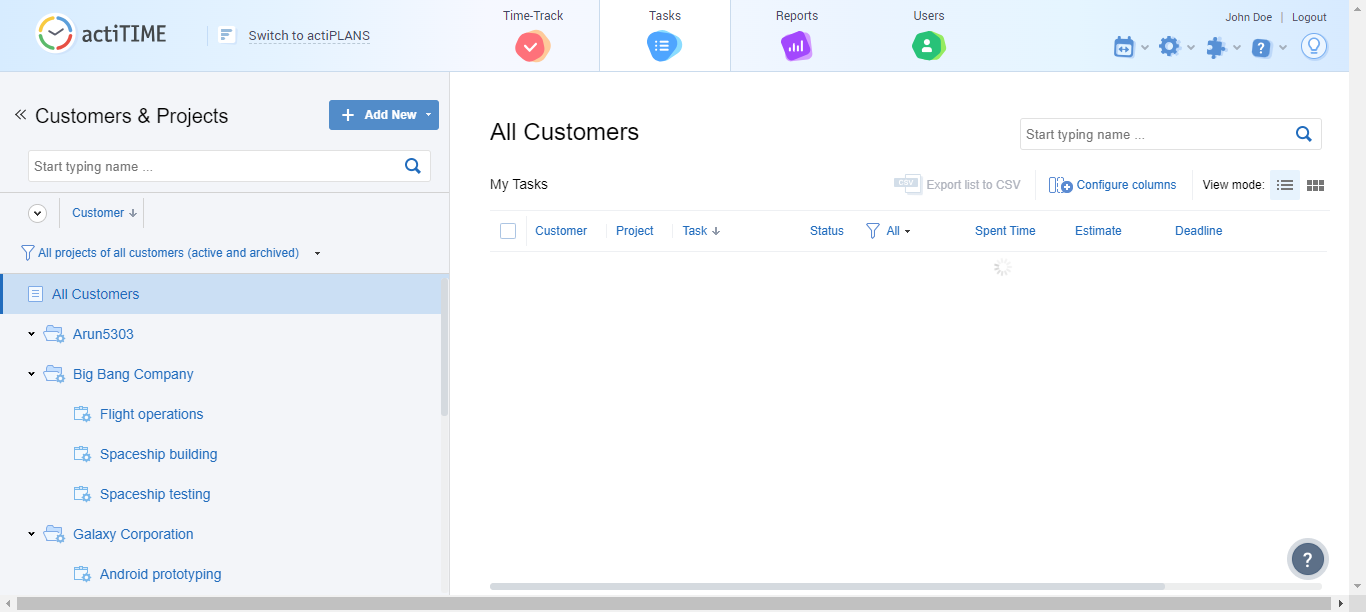 actiTIME
Switch to actiPLANS
Time-Track
Tasks
Reports
Users
John Doe | Logout
?
Customers & Projects
+ Add New
Start typing name ...
Customer
All projects of all customers (active and archived)
All Customers
Arun5303
Big Bang Company
Flight operations
Spaceship building
Spaceship testing
Galaxy Corporation
Android prototyping
All Customers
Start typing name ...
My Tasks
CSV Export list to CSV
Configure columns
View mode:
Customer Project Task Status All Spent Time Estimate Deadline
?